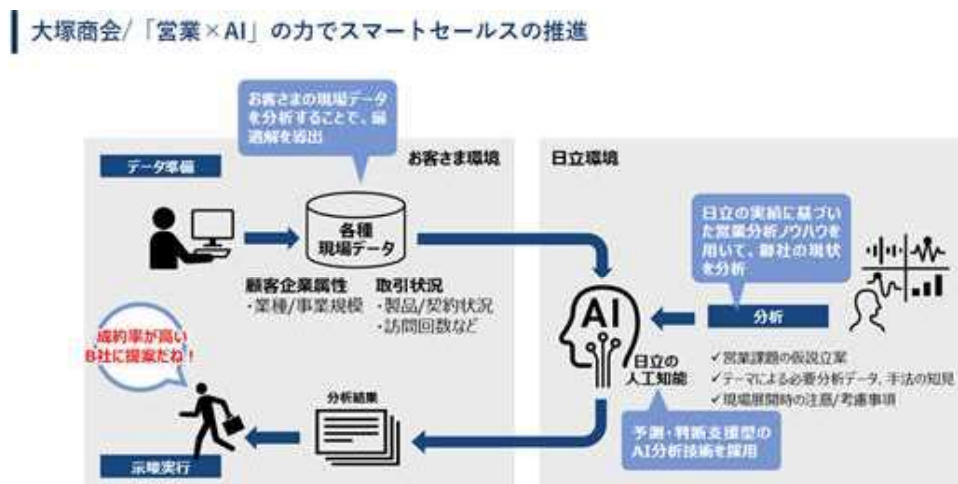 大塚商会/「営業×AI」の力でスマートセールスの推進
お客さまの現場データ
を分析することで、最
適解を導出
データ準備
お客さま環境
各種
現場データ
顧客企業属性
・業種/事業規模
取引状況
・製品/契約状況
・訪問回数など
成約率が高い
B社に提案だね!
分析結果
示唆実行
日立環境
日立の実績に基づい
た営業分析ノウハウを
用いて、御社の現状
を分析
AI
分析
日立の
人工知能
✓営業課題の仮説立案
✓テーマによる必要分析データ、手法の知見
✓現場展開時の注意/考慮事項
予測・判断支援型の
AI分析技術を採用